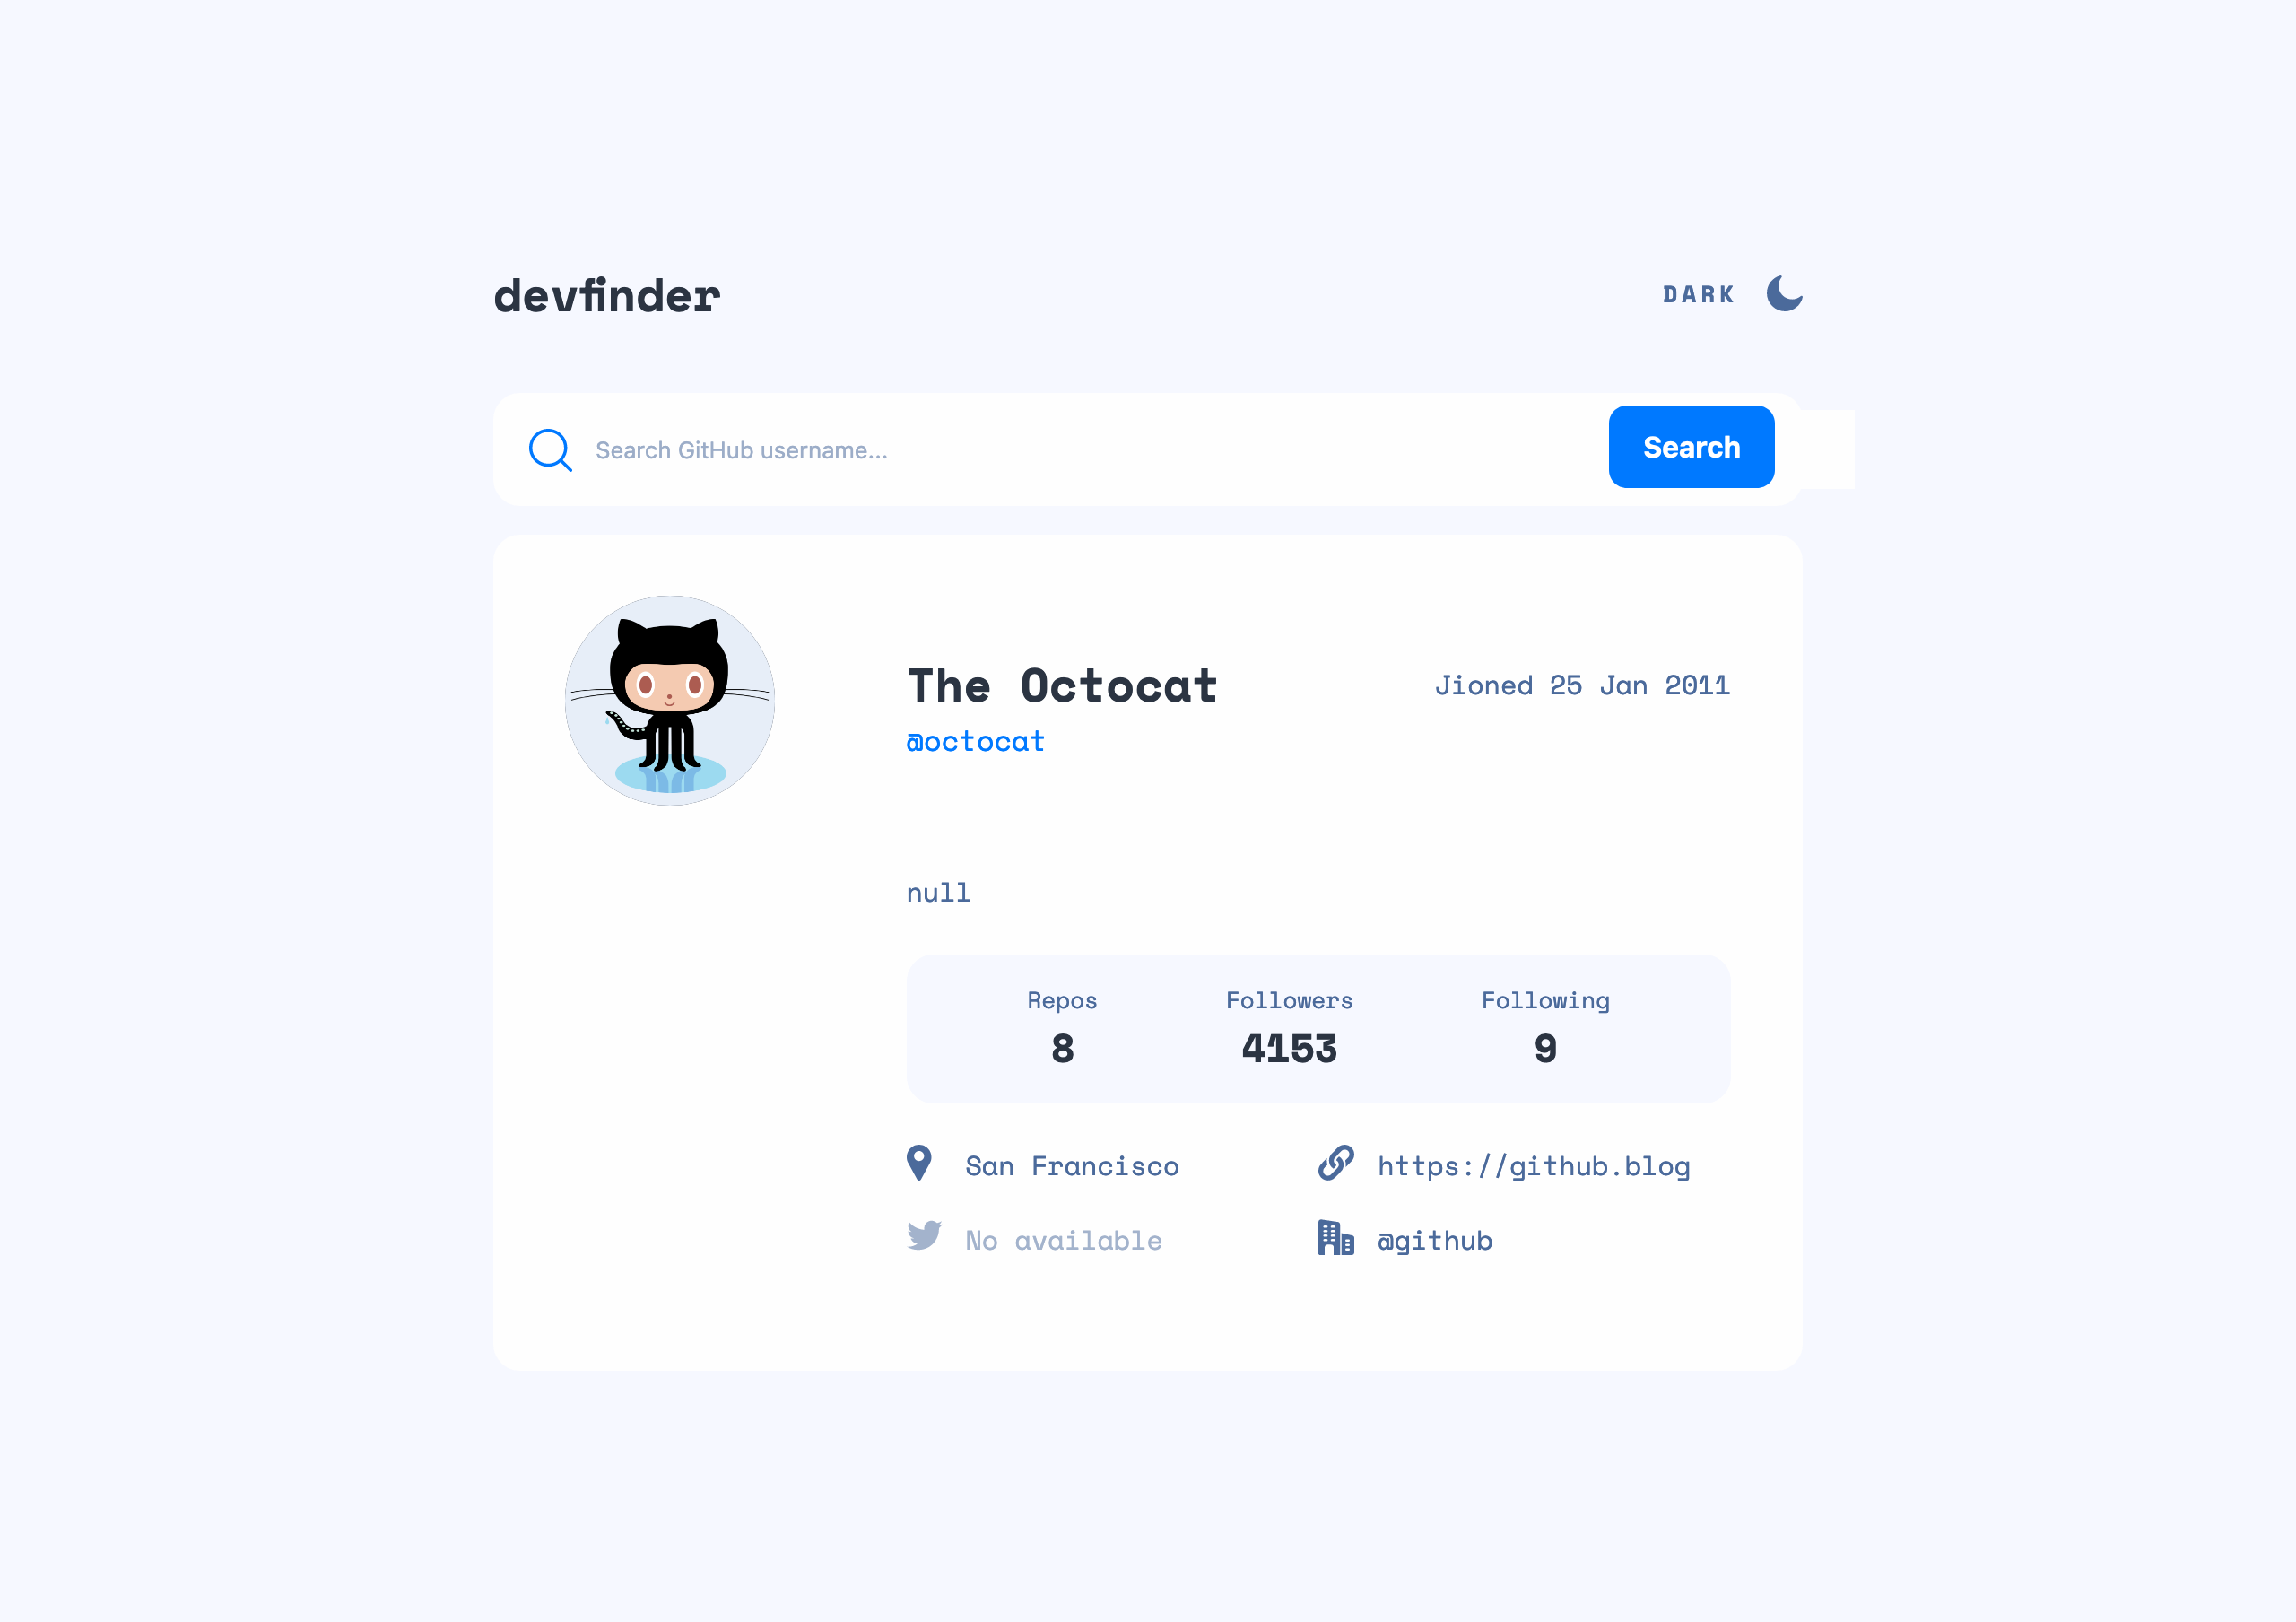 devfinder
DARK
Search GitHub username...
Search
The Octocat
Jioned 25 Jan 2011
@octocat
null
Repos
Followers
Following
8
4153
9
San Francisco
https://github.blog
No available
@github